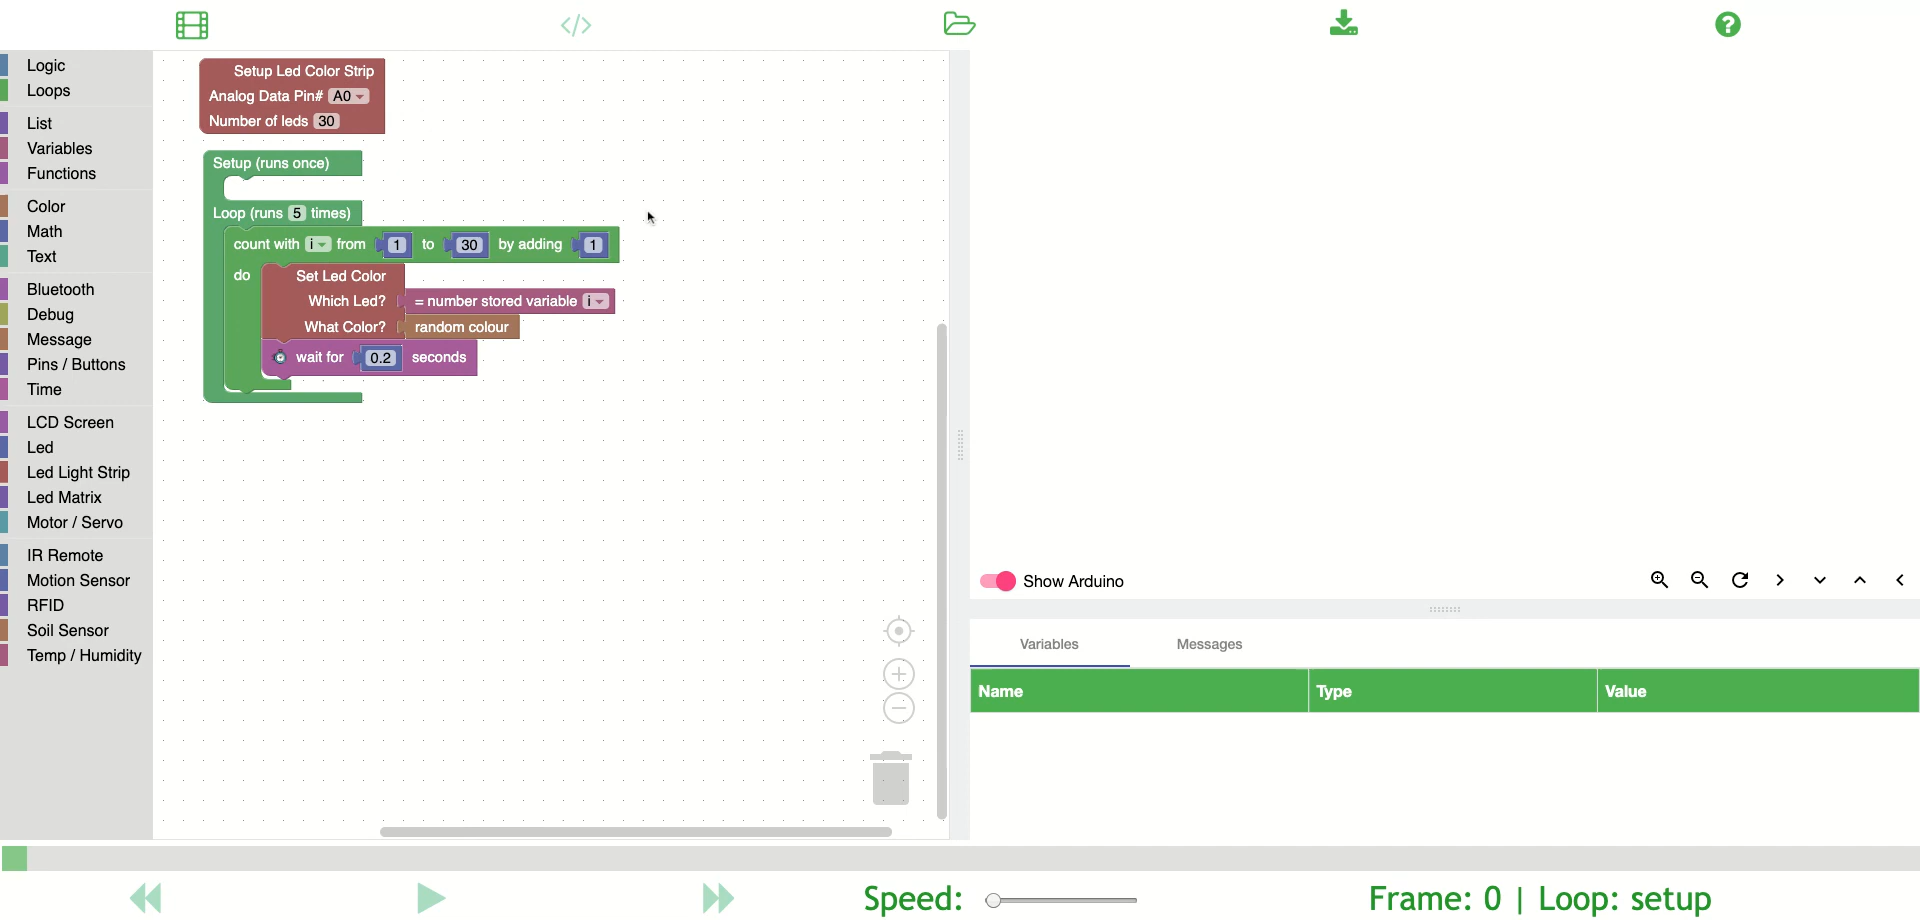 </>
?
Logic
Loops
List
Variables
Functions
Color
Math
Text
Bluetooth
Debug
Message
Pins / Buttons
Time
LCD Screen
Led
Led Light Strip
Led Matrix
Motor / Servo
IR Remote
Motion Sensor
RFID
Soil Sensor
Temp / Humidity
Setup Led Color Strip
Analog Data Pin# A0
Number of leds 30
Setup (runs once)
Loop (runs 5 times)
count with i from 1 to 30 by adding 1
do
Set Led Color
Which Led? = number stored variable i
What Color? random colour
wait for 0.2 seconds
Show Arduino
Variables Messages
Name Type Value
Speed: Frame: 0 | Loop: setup